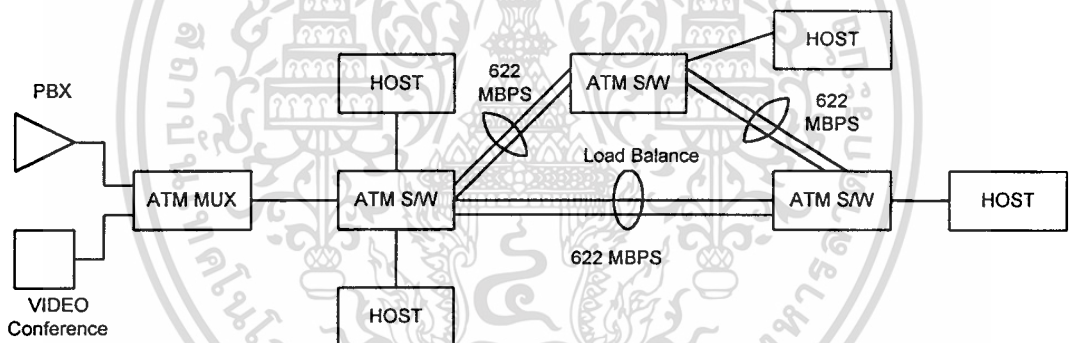 HOST
PBX
HOST
622
MBPS
ATM S/W
622
MBPS
Load Balance
ATM MUX
ATM S/W
ATM S/W
HOST
622 MBPS
VIDEO
Conference
HOST